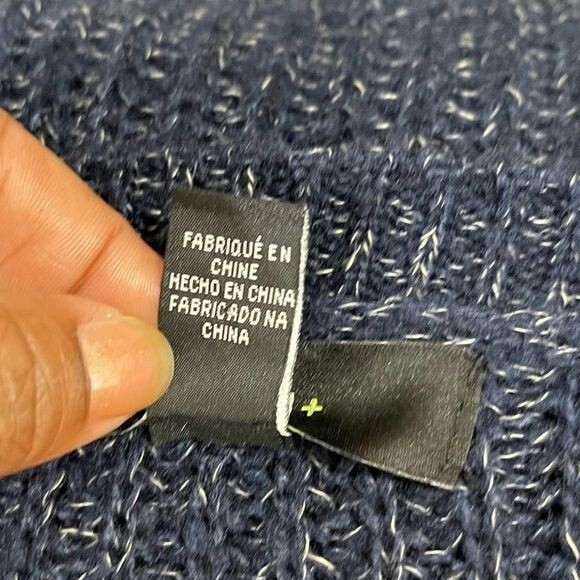 FABRIQUÉ EN
CHINE
HECHO EN CHINA
FABRICADO NA
CHINA
+